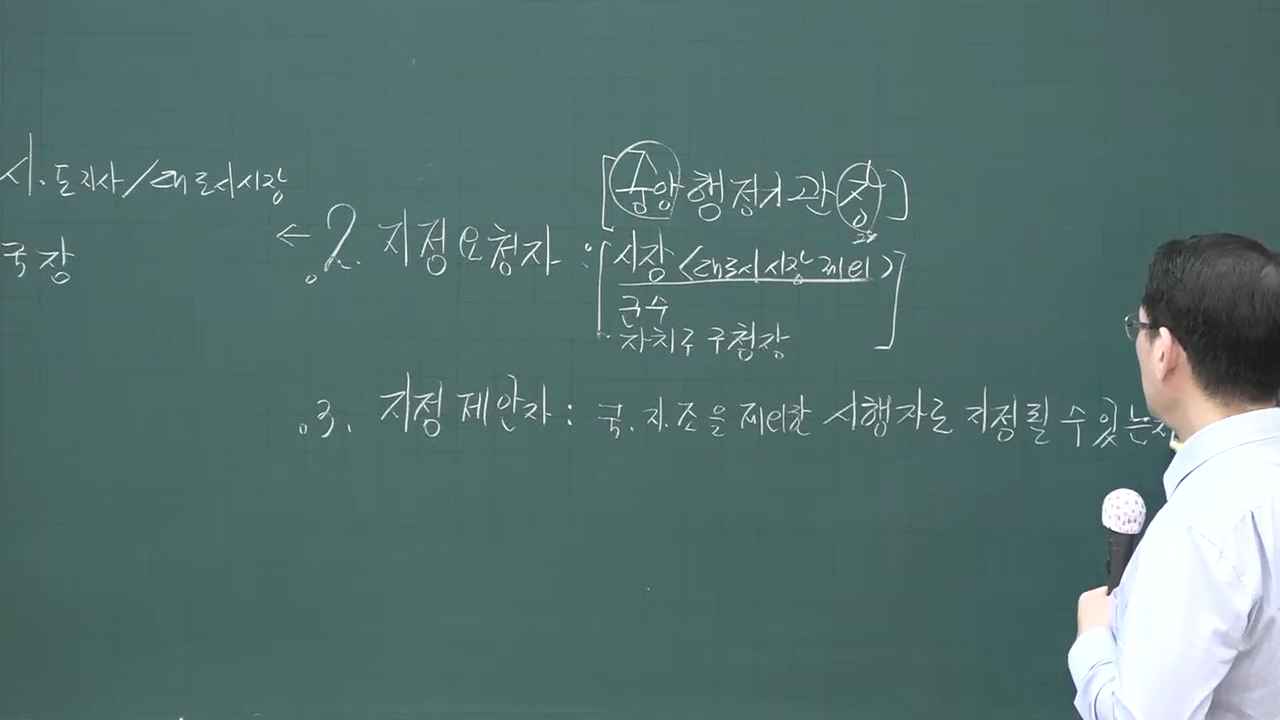 시.도지사/대도시시장
국장
[중앙행정기관장]
← 2. 지정요청자 : 시장 (대도시시장 제외)
군수
자치구 구청장
3. 지정 제안자 : 국.지.조을 제외한 시행자로 지정될 수 있는